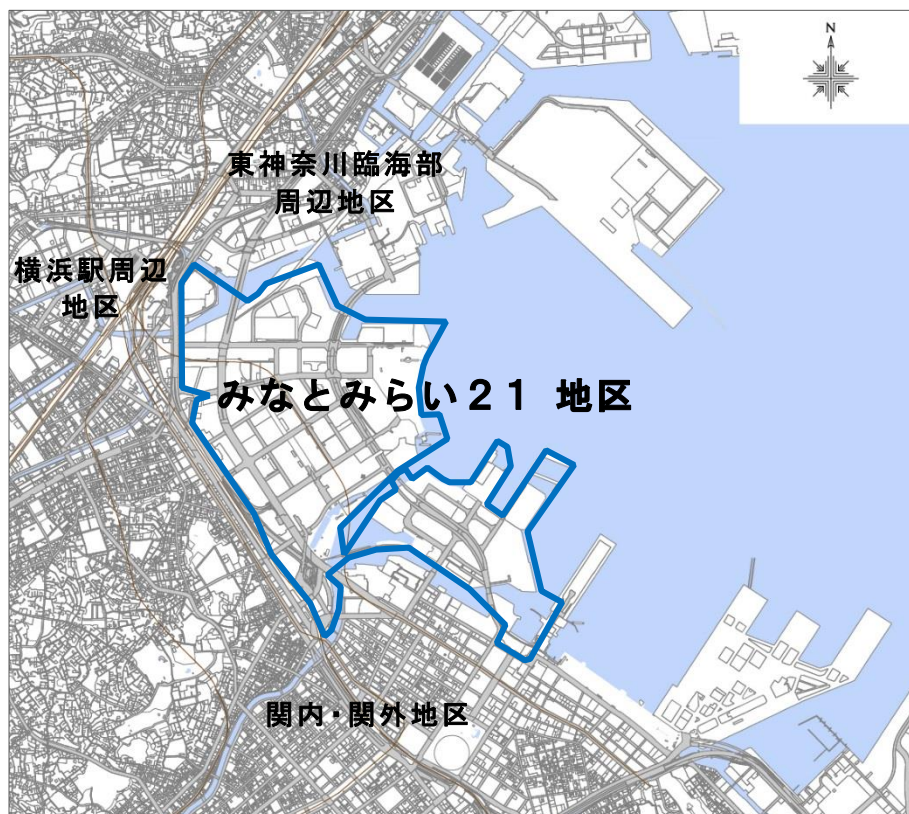 N
東神奈川臨海部
周辺地区
横浜駅周辺
地区
みなとみらい２１ 地区
関内・関外地区